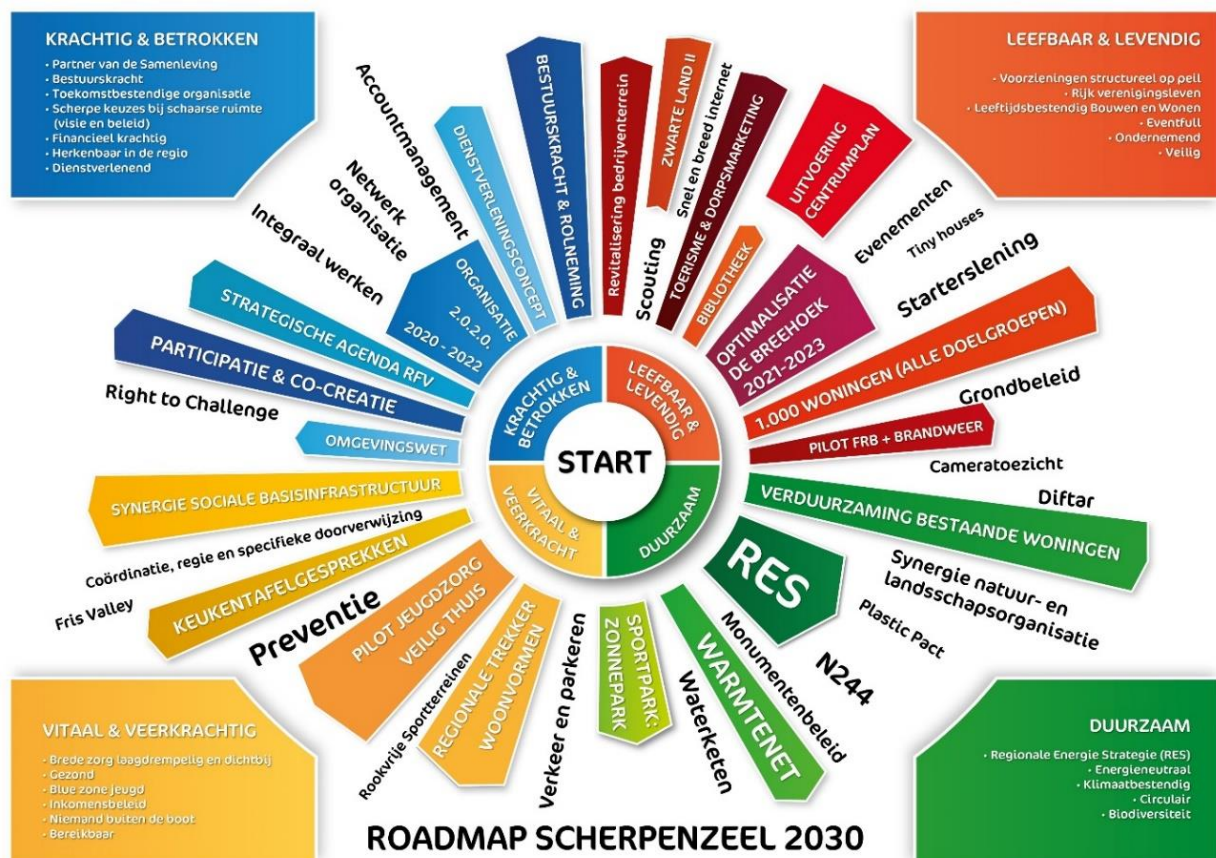 KRACHTIG & BETROKKEN
• Partner van de Samenleving
• Bestuurskracht
• Toekomstbestendige organisatie
• Scherpe keuzes bij schaarse ruimte
(visie en beleid)
• Financieel krachtig
• Herkenbaar in de regio
• Dienstverlenend
LEEFBAAR & LEVENDIG
• Voorzieningen structureel op peil
• Rijk verenigingsleven
• Leeftijdsbestendig Bouwen en Wonen
• Eventfull
• Ondernemend
• Veilig
Right to Challenge
OMGEVINGSWET
PARTICIPATIE & CO-CREATIE
STRATEGISCHE AGENDA RFV
Integraal werken
Netwerk
organisatie
ORGANISATIE
2.0.2.0.
2020 - 2022
Accountmanagement
DIENSTVERLENINGSCONCEPT
BESTUURSKRACHT & ROLNEMING
Revitalisering bedrijventerrein
Scouting
ZWARTE LAND II
Snel en breed internet
TOERISME & DORPSMARKETING
BIBLIOTHEEK
UITVOERING
CENTRUMPLAN
OPTIMALISATIE
DE BREEHOEK
2021-2023
Evenementen
Tiny houses
Starterslening
1.000 WONINGEN (ALLE DOELGROEPEN)
Grondbeleid
PILOT FRB + BRANDWEER
Cameratoezicht
KRACHTIG &
BETROKKEN
LEEFBAAR &
LEVENDIG
START
VITAAL &
VEERKRACHT
DUURZAAM
Diftar
VERDUURZAMING BESTAANDE WONINGEN
Synergie natuur- en
landschapsorganisatie
RES
Plastic Pact
N244
Monumentenbeleid
WARMTENET
Waterketen
SPORTPARK:
ZONNEPARK
Verkeer en parkeren
REGIONALE TREKKER
WOONVORMEN
Rookvrije Sportterreinen
PILOT JEUGDZORG
VEILIG THUIS
Preventie
KEUKENTAFELGESPREKKEN
Fris Valley
Coördinatie, regie en specifieke doorverwijzing
SYNERGIE SOCIALE BASISINFRASTRUCTUUR
VITAAL & VEERKRACHTIG
• Brede zorg laagdrempelig en dichtbij
• Gezond
• Blue zone jeugd
• Inkomensbeleid
• Niemand buiten de boot
• Bereikbaar
DUURZAAM
• Regionale Energie Strategie (RES)
• Energieneutraal
• Klimaatbestendig
• Circulair
• Biodiversiteit
ROADMAP SCHERPENZEEL 2030